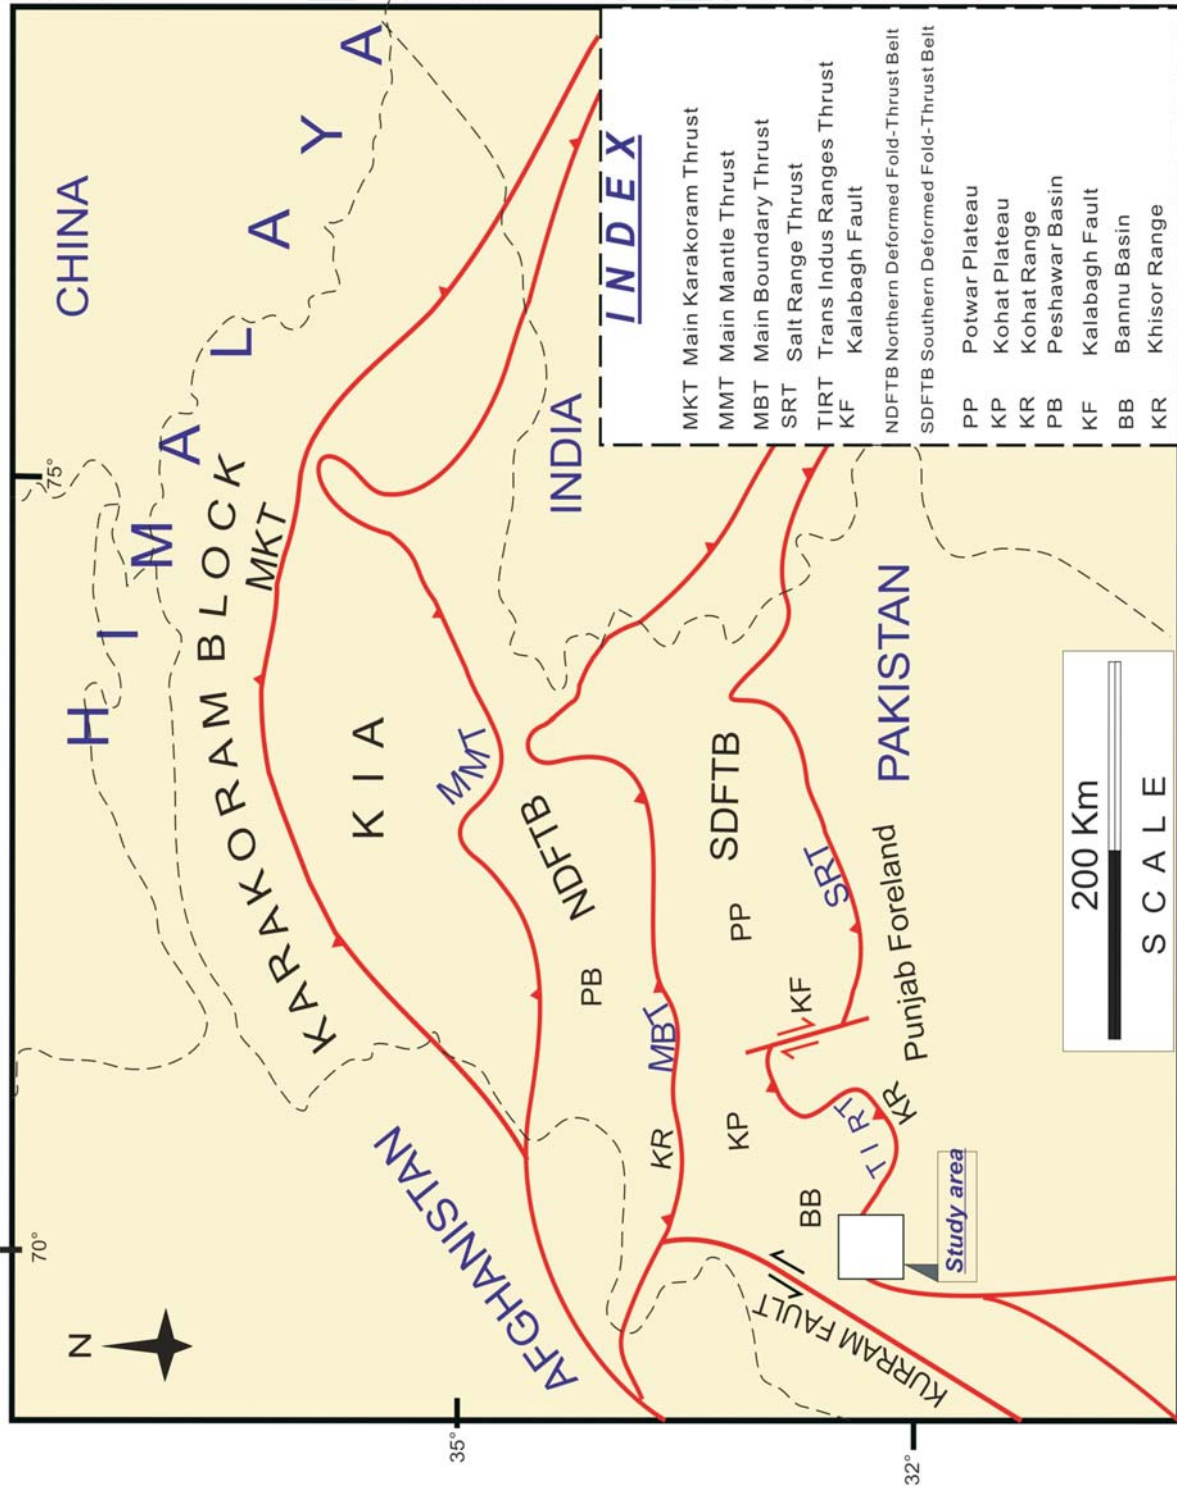 75°
70°
35°
32°
N
CHINA
HIMALAYA
KARAKORAM BLOCK
MKT
KIA
MMT
INDIA
AFGHANISTAN
NDFTB
PB
MBT
KR
SDFTB
PP
KP
KF
SRT
BB
TIRT
KR
Punjab Foreland
PAKISTAN
KURRAM FAULT
Study area
200 Km
SCALE
INDEX
MKT Main Karakoram Thrust
MMT Main Mantle Thrust
MBT Main Boundary Thrust
SRT Salt Range Thrust
TIRT Trans Indus Ranges Thrust
KF Kalabagh Fault
NDFTB Northern Deformed Fold-Thrust Belt
SDFTB Southern Deformed Fold-Thrust Belt
PP Potwar Plateau
KP Kohat Plateau
KR Kohat Range
PB Peshawar Basin
KF Kalabagh Fault
BB Bannu Basin
KR Khisor Range